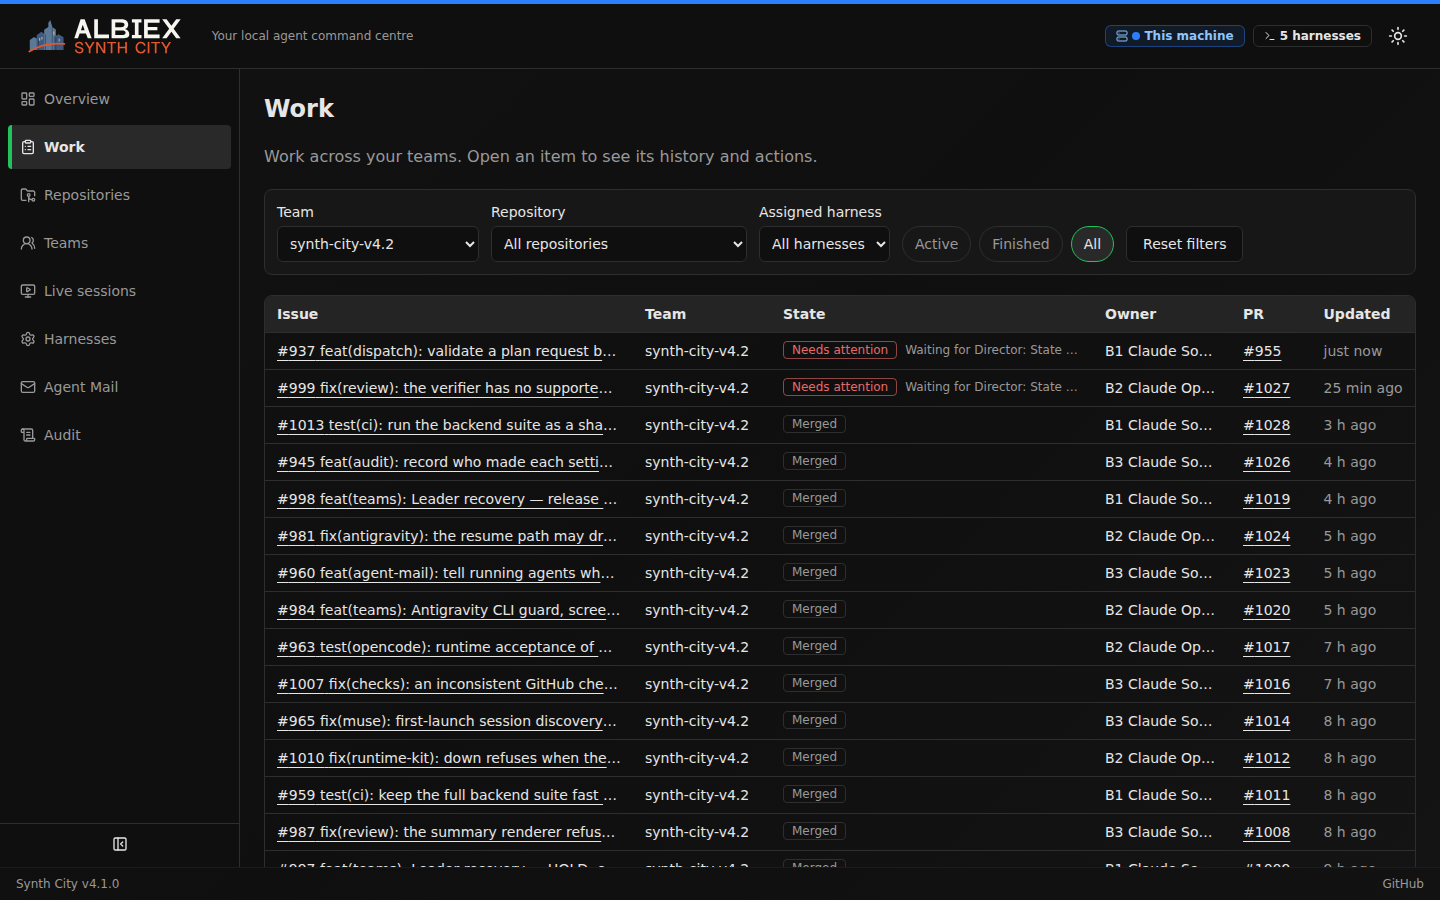 ALBIEX
SYNTH CITY
Your local agent command centre
This machine
5 harnesses
Overview
Work
Repositories
Teams
Live sessions
Harnesses
Agent Mail
Audit
Work
Work across your teams. Open an item to see its history and actions.
Team Repository Assigned harness
synth-city-v4.2 All repositories All harnesses Active Finished All Reset filters
Issue Team State Owner PR Updated
#937 feat(dispatch): validate a plan request b... synth-city-v4.2 Needs attention Waiting for Director: State ... B1 Claude So... #955 just now
#999 fix(review): the verifier has no supporte... synth-city-v4.2 Needs attention Waiting for Director: State ... B2 Claude Op... #1027 25 min ago
#1013 test(ci): run the backend suite as a sha... synth-city-v4.2 Merged B1 Claude So... #1028 3 h ago
#945 feat(audit): record who made each setti... synth-city-v4.2 Merged B3 Claude So... #1026 4 h ago
#998 feat(teams): Leader recovery — release ... synth-city-v4.2 Merged B1 Claude So... #1019 4 h ago
#981 fix(antigravity): the resume path may dr... synth-city-v4.2 Merged B2 Claude Op... #1024 5 h ago
#960 feat(agent-mail): tell running agents wh... synth-city-v4.2 Merged B3 Claude So... #1023 5 h ago
#984 feat(teams): Antigravity CLI guard, scree... synth-city-v4.2 Merged B2 Claude Op... #1020 5 h ago
#963 test(opencode): runtime acceptance of ... synth-city-v4.2 Merged B2 Claude Op... #1017 7 h ago
#1007 fix(checks): an inconsistent GitHub che... synth-city-v4.2 Merged B3 Claude So... #1016 7 h ago
#965 fix(muse): first-launch session discovery... synth-city-v4.2 Merged B3 Claude So... #1014 8 h ago
#1010 fix(runtime-kit): down refuses when the... synth-city-v4.2 Merged B2 Claude Op... #1012 8 h ago
#959 test(ci): keep the full backend suite fast ... synth-city-v4.2 Merged B1 Claude So... #1011 8 h ago
#987 fix(review): the summary renderer refus... synth-city-v4.2 Merged B3 Claude So... #1008 8 h ago
Synth City v4.1.0
GitHub